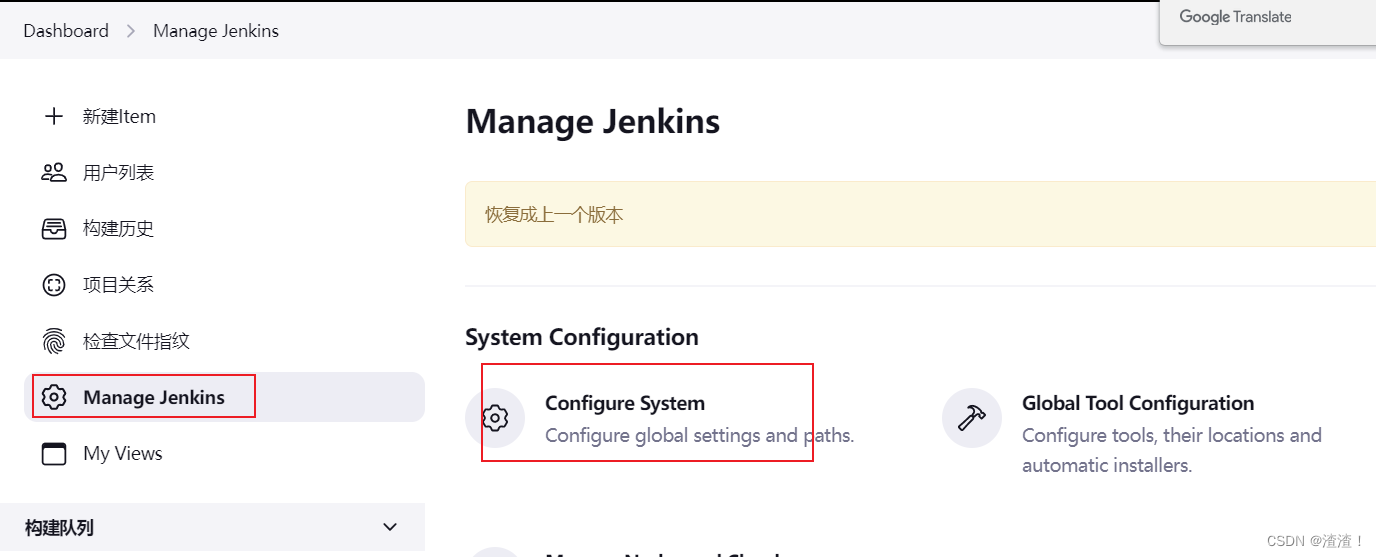 Dashboard > Manage Jenkins
Google Translate
新建Item
用户列表
构建历史
项目关系
检查文件指纹
Manage Jenkins
My Views
构建队列
Manage Jenkins
恢复成上一个版本
System Configuration
Configure System
Configure global settings and paths.
Global Tool Configuration
Configure tools, their locations and
automatic installers.
CSDN @渣渣！